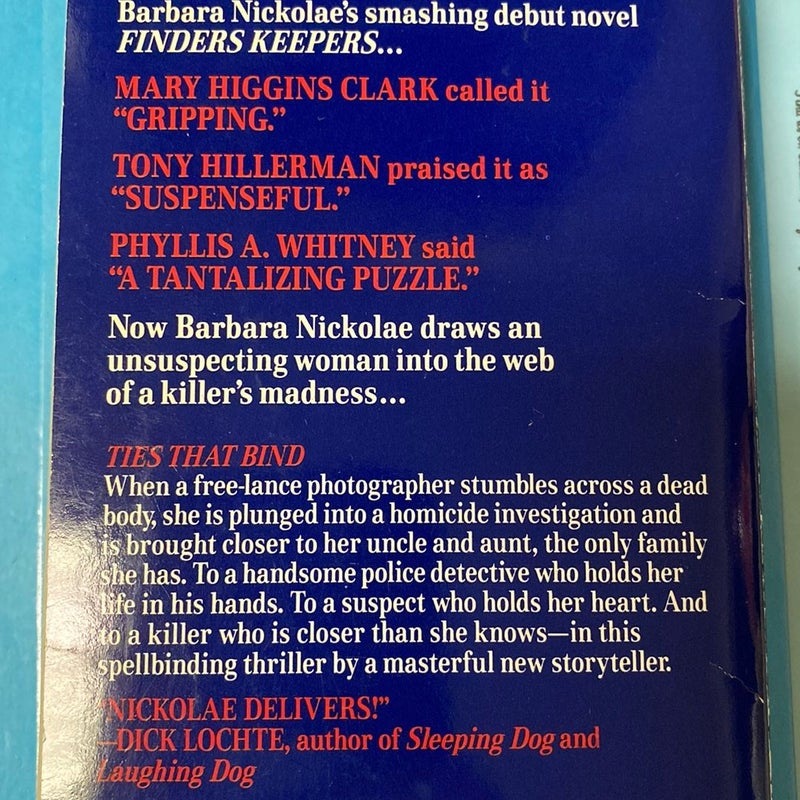 Barbara Nickolae's smashing debut novel
FINDERS KEEPERS...
MARY HIGGINS CLARK called it
"GRIPPING."
TONY HILLERMAN praised it as
"SUSPENSEFUL."
PHYLLIS A. WHITNEY said
"A TANTALIZING PUZZLE."
Now Barbara Nickolae draws an
unsuspecting woman into the web
of a killer's madness...
TIES THAT BIND
When a free-lance photographer stumbles across a dead
body, she is plunged into a homicide investigation and
is brought closer to her uncle and aunt, the only family
she has. To a handsome police detective who holds her
life in his hands. To a suspect who holds her heart. And
to a killer who is closer than she knows—in this
spellbinding thriller by a masterful new storyteller.
"NICKOLAE DELIVERS!"
—DICK LOCHTE, author of Sleeping Dog and
Laughing Dog